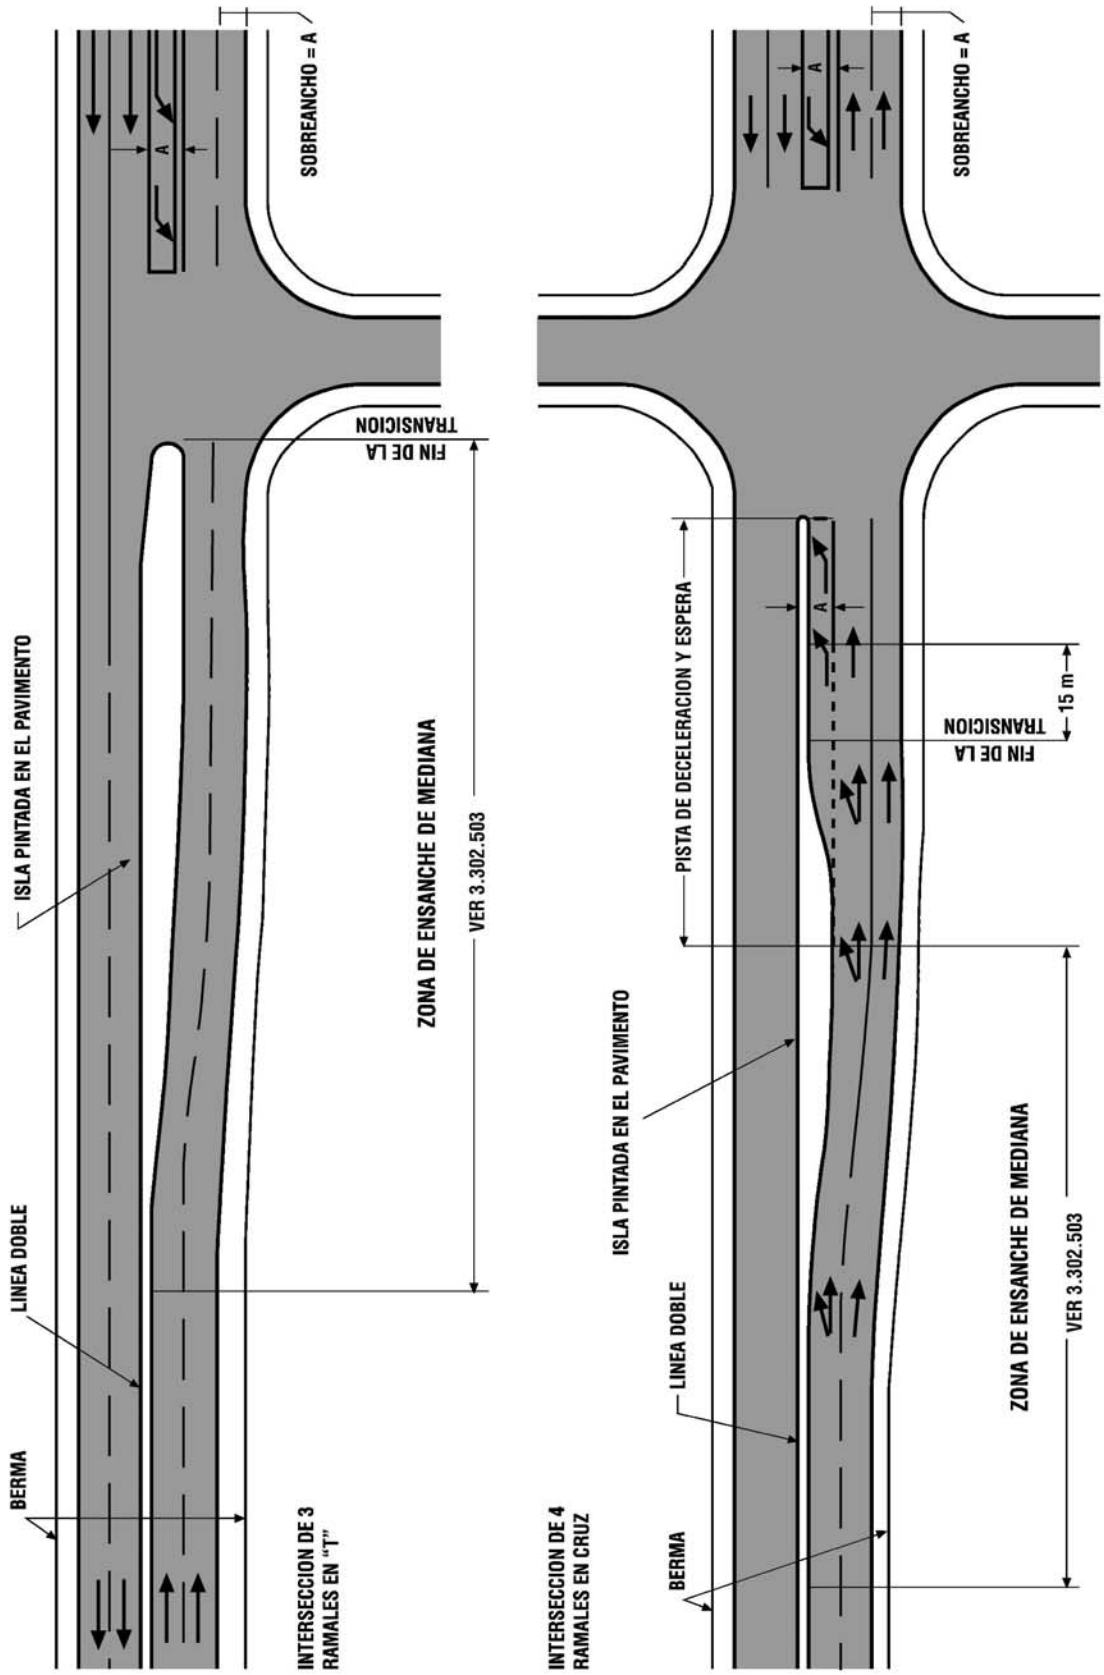 BERMA
LINEA DOBLE
ISLA PINTADA EN EL PAVIMENTO
A
SOBREANCHO = A
FIN DE LA
TRANSICION
ZONA DE ENSANCHE DE MEDIANA
VER 3.302.503
INTERSECCION DE 3
RAMALES EN “T”
INTERSECCION DE 4
RAMALES EN CRUZ
BERMA
LINEA DOBLE
ISLA PINTADA EN EL PAVIMENTO
PISTA DE DECELERACION Y ESPERA
A
A
SOBREANCHO = A
FIN DE LA
TRANSICION
15 m
ZONA DE ENSANCHE DE MEDIANA
VER 3.302.503